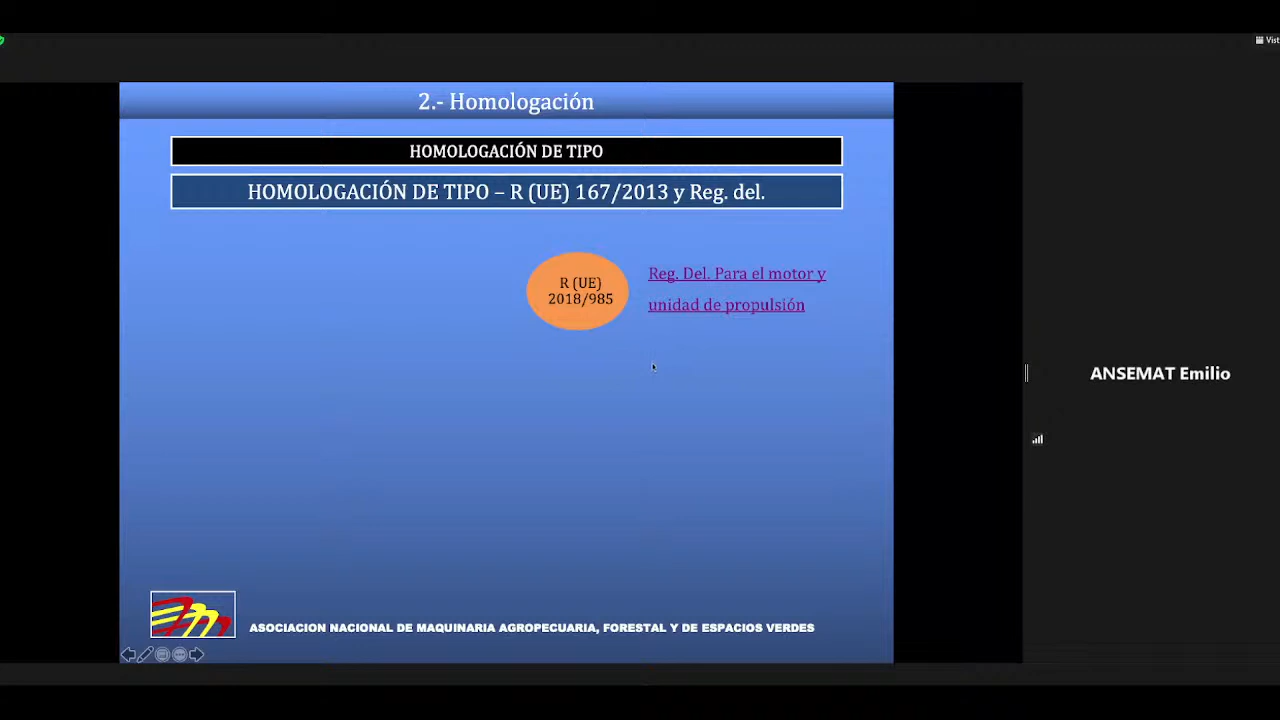 Vist
2.- Homologación
HOMOLOGACIÓN DE TIPO
HOMOLOGACIÓN DE TIPO – R (UE) 167/2013 y Reg. del.
R (UE)
2018/985
Reg. Del. Para el motor y
unidad de propulsión
ANSEMAT Emilio
ASOCIACION NACIONAL DE MAQUINARIA AGROPECUARIA, FORESTAL Y DE ESPACIOS VERDES